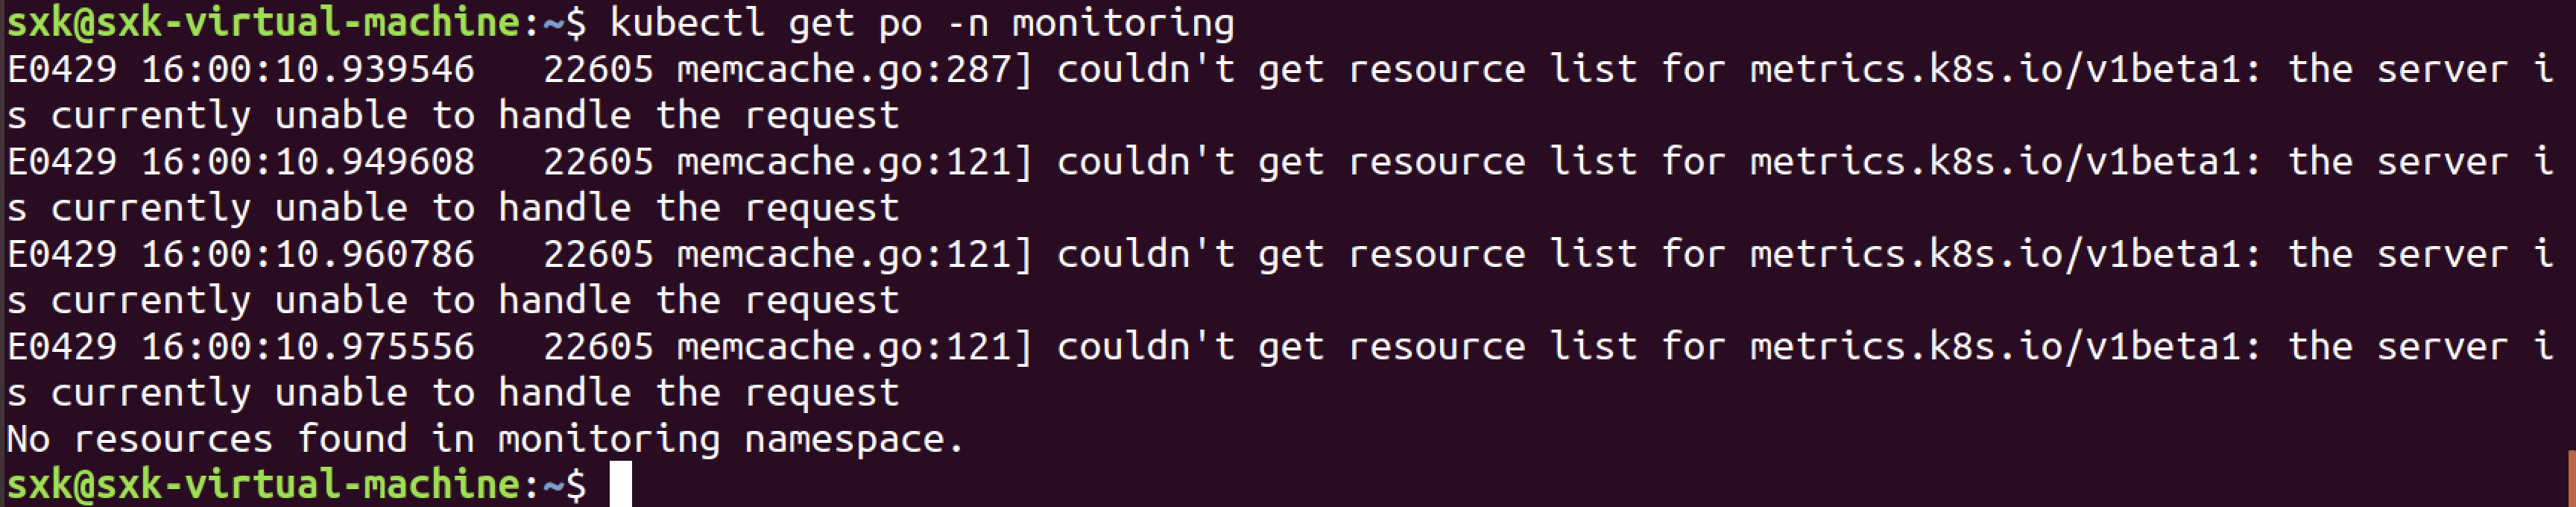 sxk@sxk-virtual-machine:~$ kubectl get po -n monitoring
E0429 16:00:10.939546   22605 memcache.go:287] couldn't get resource list for metrics.k8s.io/v1beta1: the server i
s currently unable to handle the request
E0429 16:00:10.949608   22605 memcache.go:121] couldn't get resource list for metrics.k8s.io/v1beta1: the server i
s currently unable to handle the request
E0429 16:00:10.960786   22605 memcache.go:121] couldn't get resource list for metrics.k8s.io/v1beta1: the server i
s currently unable to handle the request
E0429 16:00:10.975556   22605 memcache.go:121] couldn't get resource list for metrics.k8s.io/v1beta1: the server i
s currently unable to handle the request
No resources found in monitoring namespace.
sxk@sxk-virtual-machine:~$